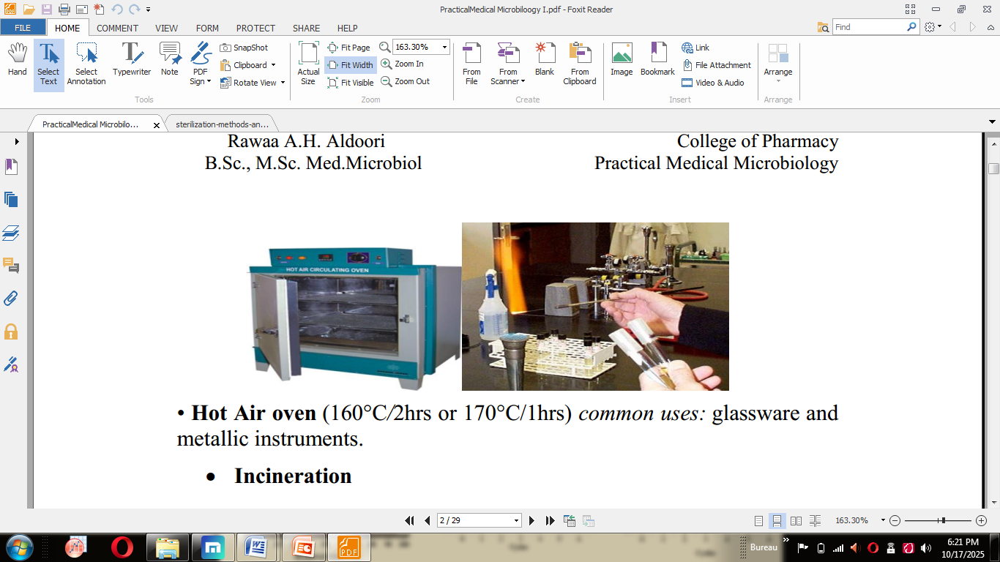 PracticalMedical Microbiloogy I.pdf - Foxit Reader
FILE HOME COMMENT VIEW FORM PROTECT SHARE HELP
Find
Hand
Select Text
Select Annotation
Typewriter
Note
PDF Sign
SnapShot
Clipboard
Rotate View
Tools
Actual Size
Fit Page
Fit Width
Fit Visible
163.30%
Zoom In
Zoom Out
Zoom
From File
From Scanner
Blank
From Clipboard
Create
Image
Bookmark
Link
File Attachment
Video & Audio
Insert
Arrange
Arrange
PracticalMedical Microbilo... x sterilization-methods-an...
Rawaa A.H. Aldoori College of Pharmacy
B.Sc., M.Sc. Med.Microbiol Practical Medical Microbiology
HOT AIR CIRCULATING OVEN
• Hot Air oven (160°C/2hrs or 170°C/1hrs) common uses: glassware and
metallic instruments.
• Incineration
2 / 29
163.30%
PDF
Bureau
6:21 PM
10/17/2025